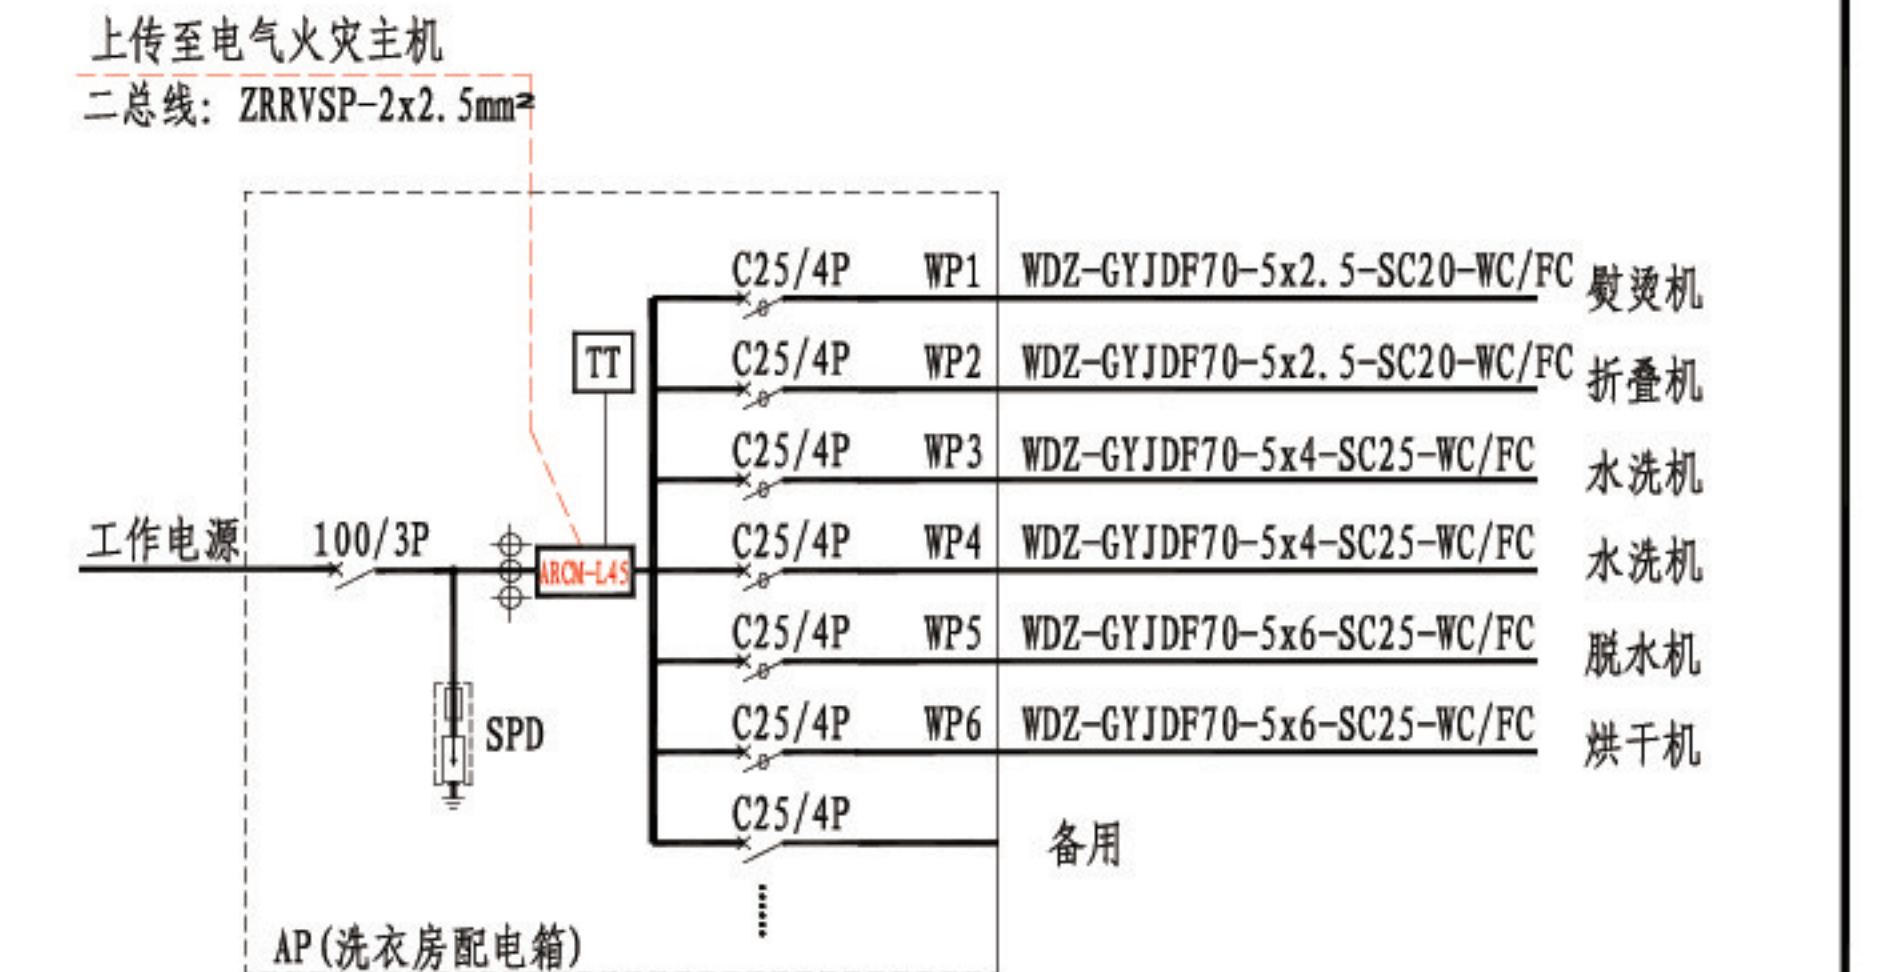 上传至电气火灾主机
二总线: ZRRVSP-2x2.5mm²
C25/4P WP1 WDZ-GYJDF70-5x2.5-SC20-WC/FC 熨烫机
TT
C25/4P WP2 WDZ-GYJDF70-5x2.5-SC20-WC/FC 折叠机
C25/4P WP3 WDZ-GYJDF70-5x4-SC25-WC/FC 水洗机
工作电源 100/3P ARCM-L45 C25/4P WP4 WDZ-GYJDF70-5x4-SC25-WC/FC 水洗机
C25/4P WP5 WDZ-GYJDF70-5x6-SC25-WC/FC 脱水机
SPD C25/4P WP6 WDZ-GYJDF70-5x6-SC25-WC/FC 烘干机
C25/4P 备用
AP(洗衣房配电箱)